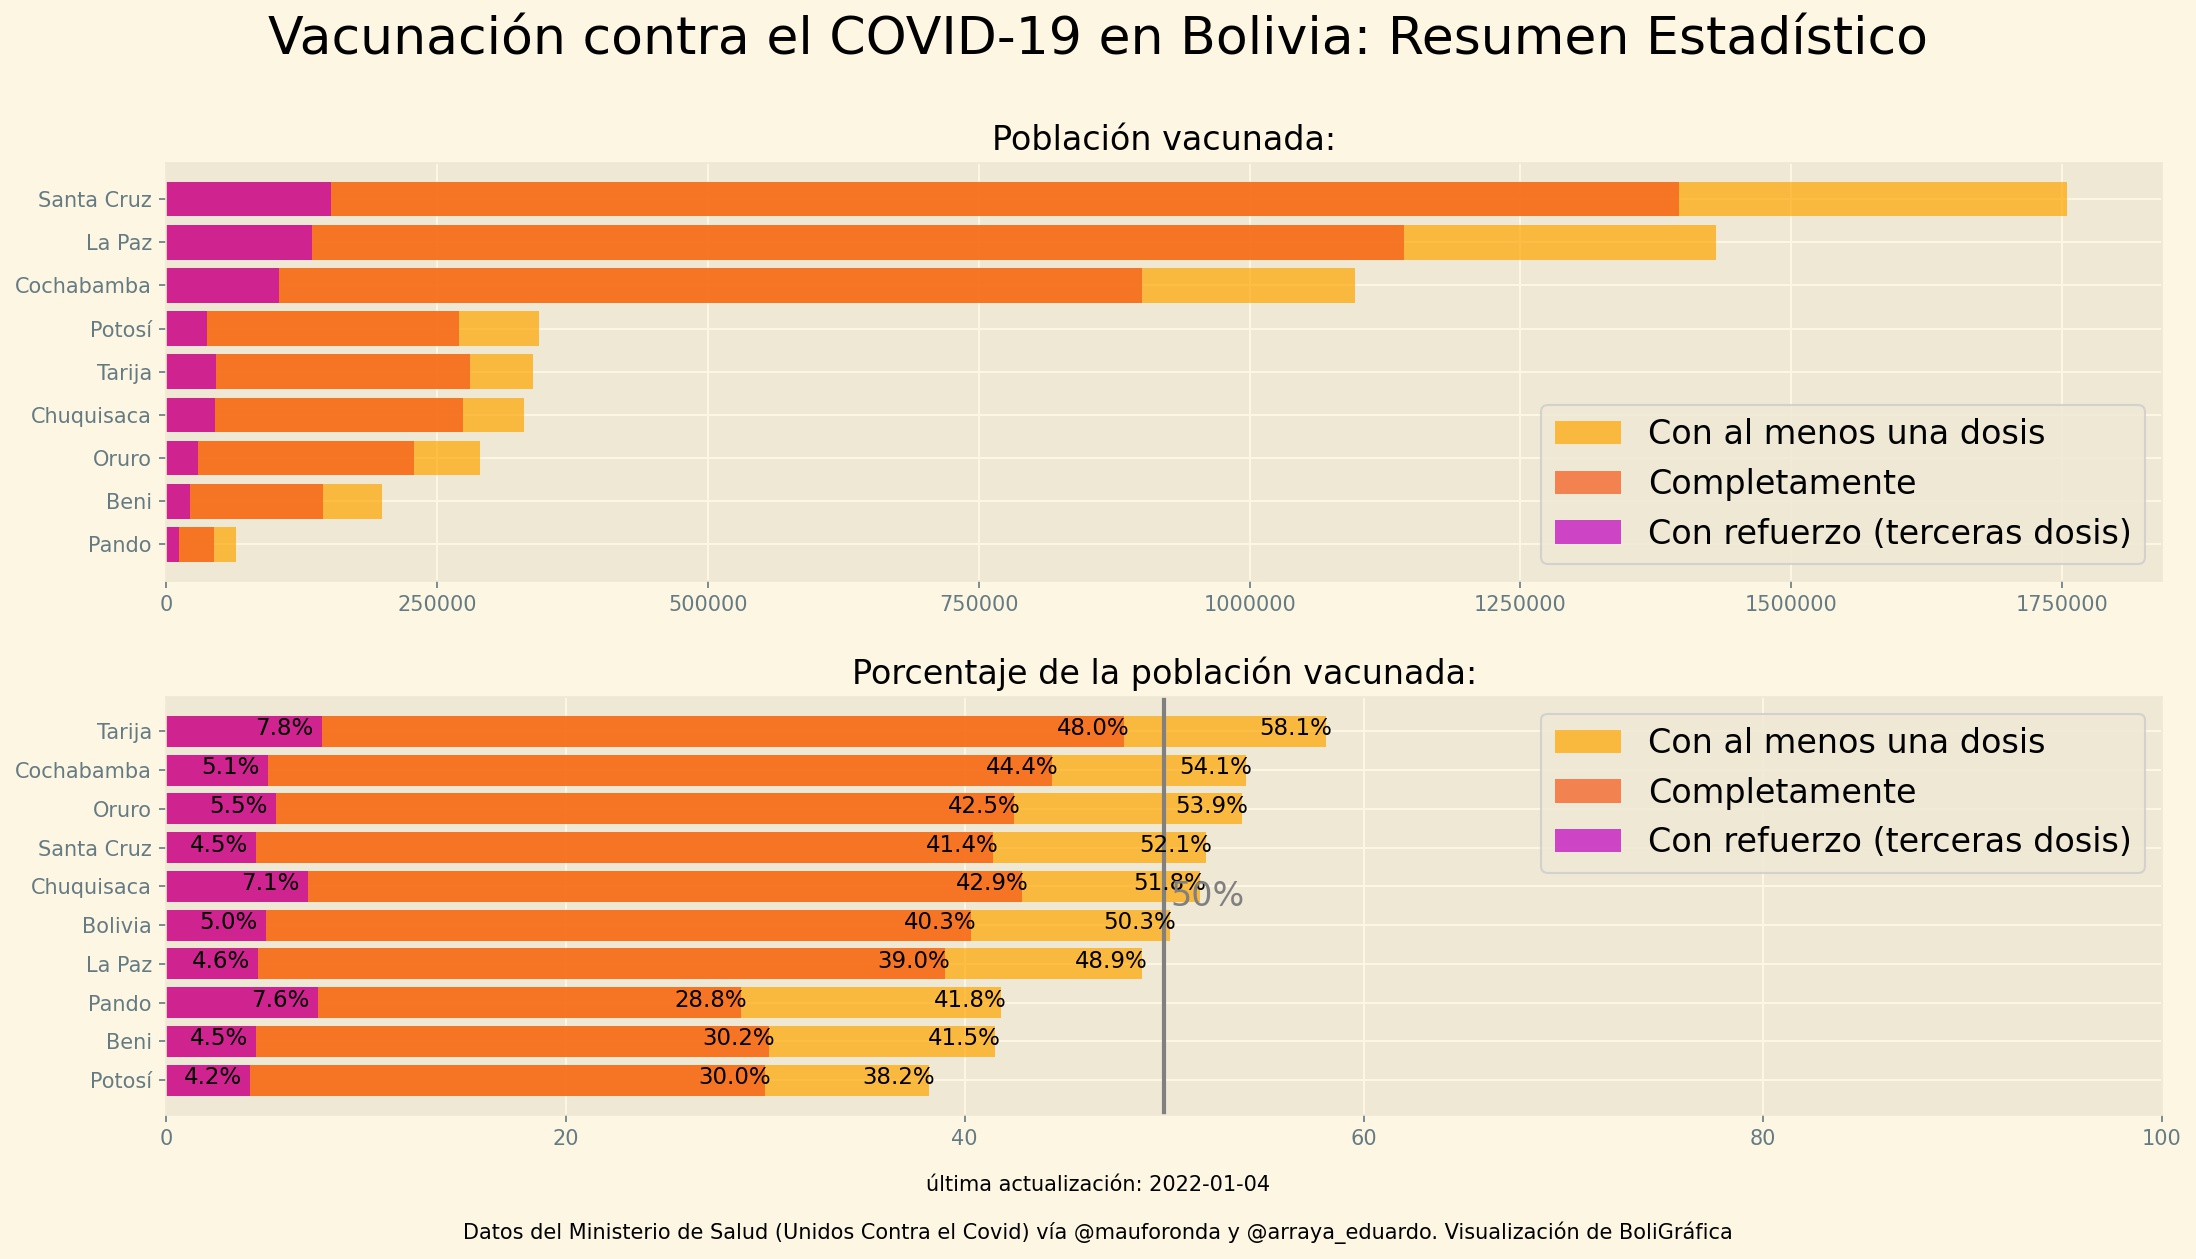 Vacunación contra el COVID-19 en Bolivia: Resumen Estadístico
Población vacunada:
Santa Cruz
La Paz
Cochabamba
Potosí
Tarija
Chuquisaca
Oruro
Beni
Pando
Con al menos una dosis
Completamente
Con refuerzo (terceras dosis)
0 250000 500000 750000 1000000 1250000 1500000 1750000
Porcentaje de la población vacunada:
Tarija 7.8% 48.0% 58.1%
Cochabamba 5.1% 44.4% 54.1%
Oruro 5.5% 42.5% 53.9%
Santa Cruz 4.5% 41.4% 52.1%
Chuquisaca 7.1% 42.9% 51.8%
50%
Bolivia 5.0% 40.3% 50.3%
La Paz 4.6% 39.0% 48.9%
Pando 7.6% 28.8% 41.8%
Beni 4.5% 30.2% 41.5%
Potosí 4.2% 30.0% 38.2%
Con al menos una dosis
Completamente
Con refuerzo (terceras dosis)
0 20 40 60 80 100
última actualización: 2022-01-04
Datos del Ministerio de Salud (Unidos Contra el Covid) vía @mauforonda y @arraya_eduardo. Visualización de BoliGráfica